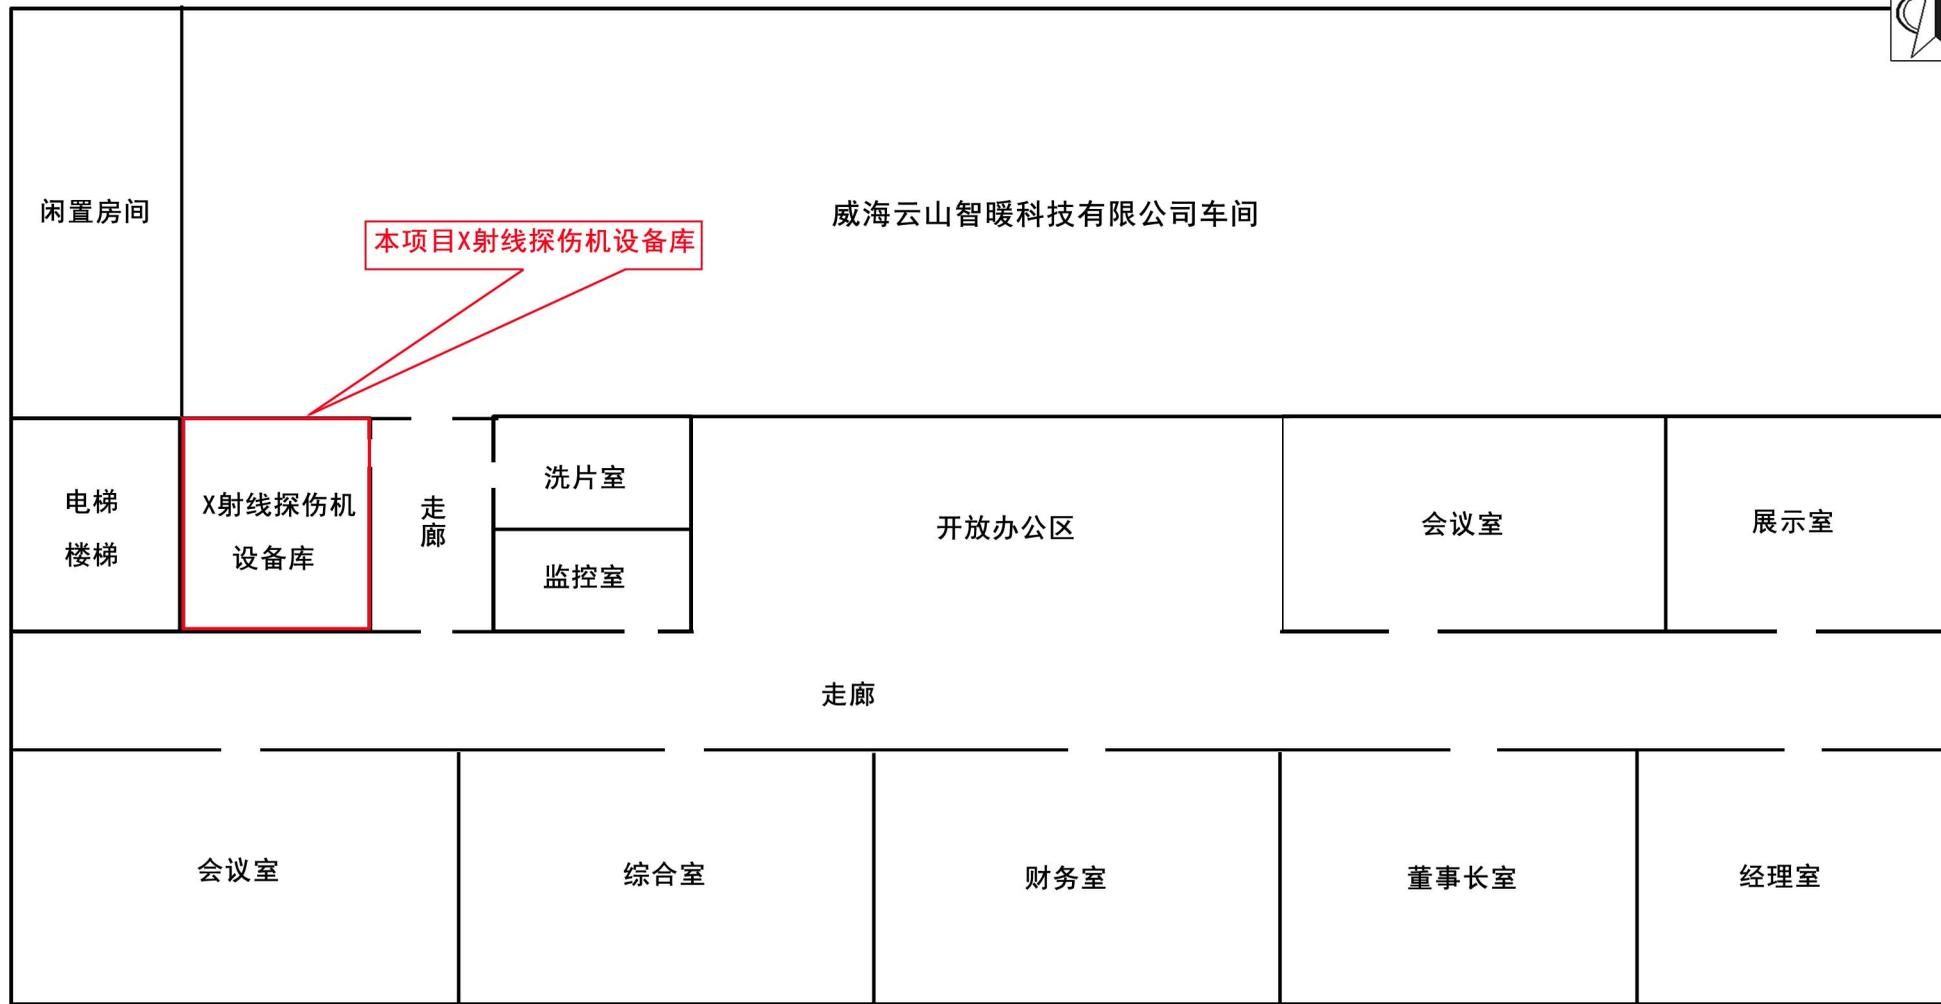 闲置房间
威海云山智暖科技有限公司车间
本项目X射线探伤机设备库
电梯
楼梯
X射线探伤机
设备库
走廊
洗片室
监控室
开放办公区
会议室
展示室
走廊
会议室
综合室
财务室
董事长室
经理室